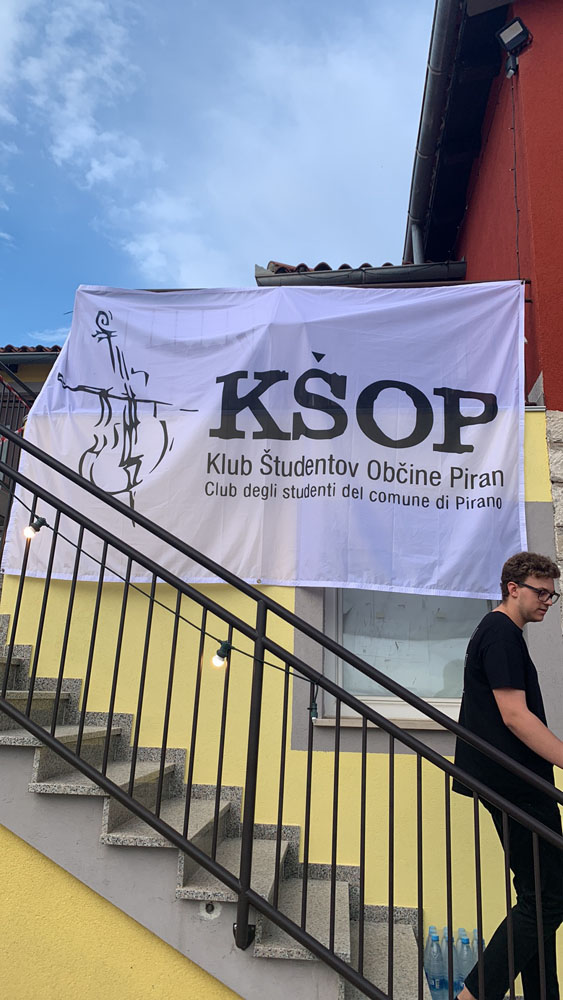 KŠOP
Klub Študentov Občine Piran
Club degli studenti del comune di Pirano